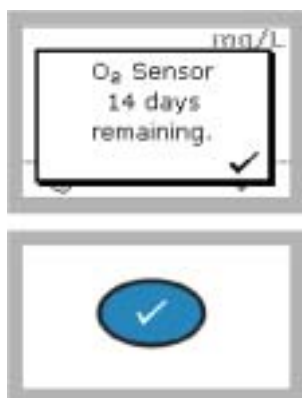 mg/L
O₂ Sensor
14 days
remaining.